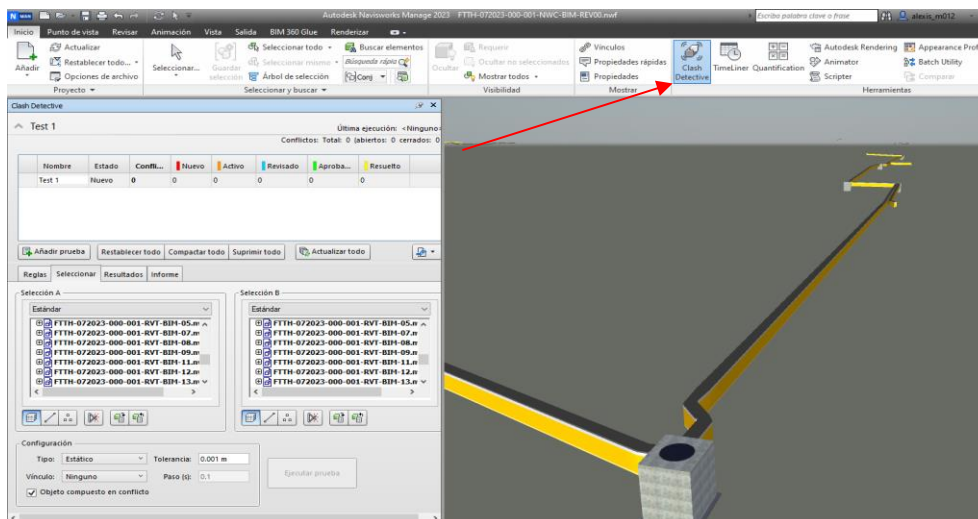 Autodesk Navisworks Manage 2023 FTTH-072023-000-001-NWC-BIM-REV00.nwf
Escriba palabra clave o frase
alexis_m012
Inicio Punto de vista Revisar Animación Vista Salida BIM 360 Glue Renderizar
Añadir
Actualizar
Restablecer todo...
Opciones de archivo
Proyecto
Seleccionar...
Guardar selección
Seleccionar todo
Seleccionar mismo
Árbol de selección
Buscar elementos
Búsqueda rápida
Conj
Seleccionar y buscar
Ocultar
Requerir
Ocultar no seleccionados
Mostrar todos
Visibilidad
Vínculos
Propiedades rápidas
Propiedades
Mostrar
Clash Detective
TimeLiner
Quantification
Autodesk Rendering
Animator
Scripter
Appearance Prof
Batch Utility
Comparar
Herramientas
Clash Detective
Test 1
Última ejecución: <Ninguno>
Conflictos: Total: 0 (abiertos: 0 cerrados: 0
Nombre Estado Confli... Nuevo Activo Revisado Aproba... Resuelto
Test 1 Nuevo 0 0 0 0 0 0
Añadir prueba Restablecer todo Compactar todo Suprimir todo Actualizar todo
Reglas Seleccionar Resultados Informe
Selección A
Estándar
FTTH-072023-000-001-RVT-BIM-05.n
FTTH-072023-000-001-RVT-BIM-07.n
FTTH-072023-000-001-RVT-BIM-08.n
FTTH-072023-000-001-RVT-BIM-09.n
FTTH-072023-000-001-RVT-BIM-11.n
FTTH-072023-000-001-RVT-BIM-12.n
FTTH-072023-000-001-RVT-BIM-13.n
Selección B
Estándar
FTTH-072023-000-001-RVT-BIM-05.n
FTTH-072023-000-001-RVT-BIM-07.n
FTTH-072023-000-001-RVT-BIM-08.n
FTTH-072023-000-001-RVT-BIM-09.n
FTTH-072023-000-001-RVT-BIM-11.n
FTTH-072023-000-001-RVT-BIM-12.n
FTTH-072023-000-001-RVT-BIM-13.n
Configuración
Tipo: Estático Tolerancia: 0.001 m
Vínculo: Ninguno Paso (s): 0.1
Objeto compuesto en conflicto
Ejecutar prueba